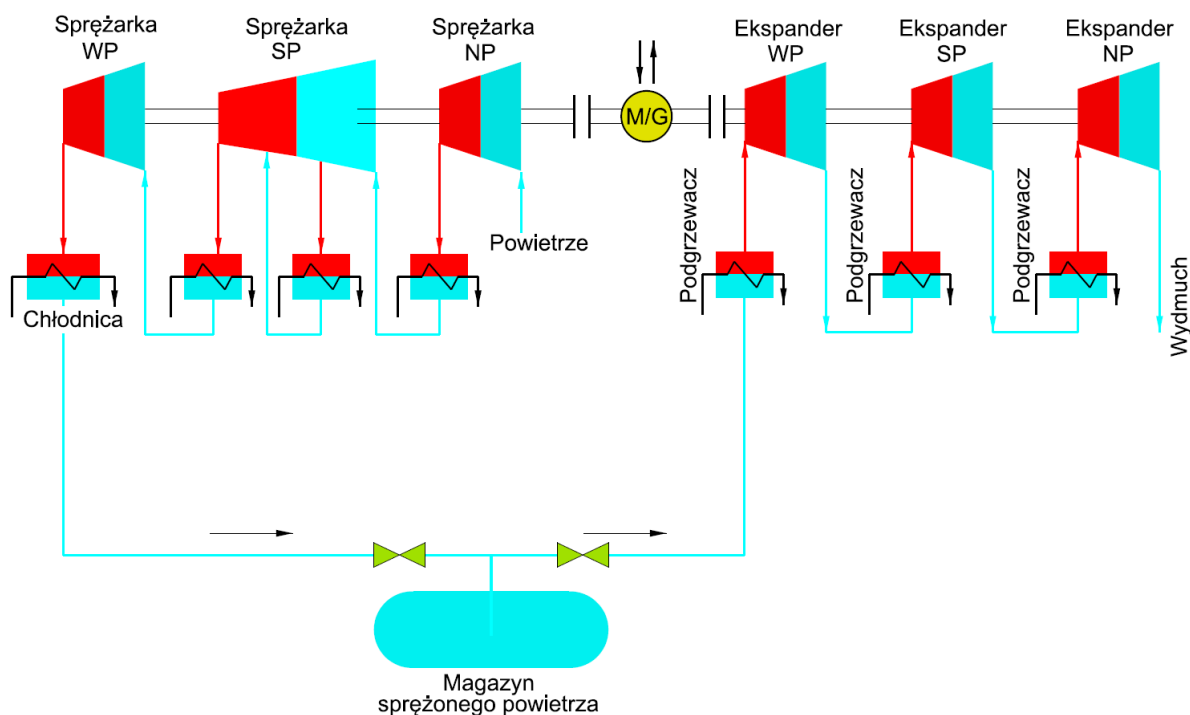 Sprężarka
WP
Sprężarka
SP
Sprężarka
NP
Ekspander
WP
Ekspander
SP
Ekspander
NP
M/G
Powietrze
Chłodnica
Podgrzewacz
Podgrzewacz
Podgrzewacz
Wydmuch
Magazyn
sprężonego powietrza